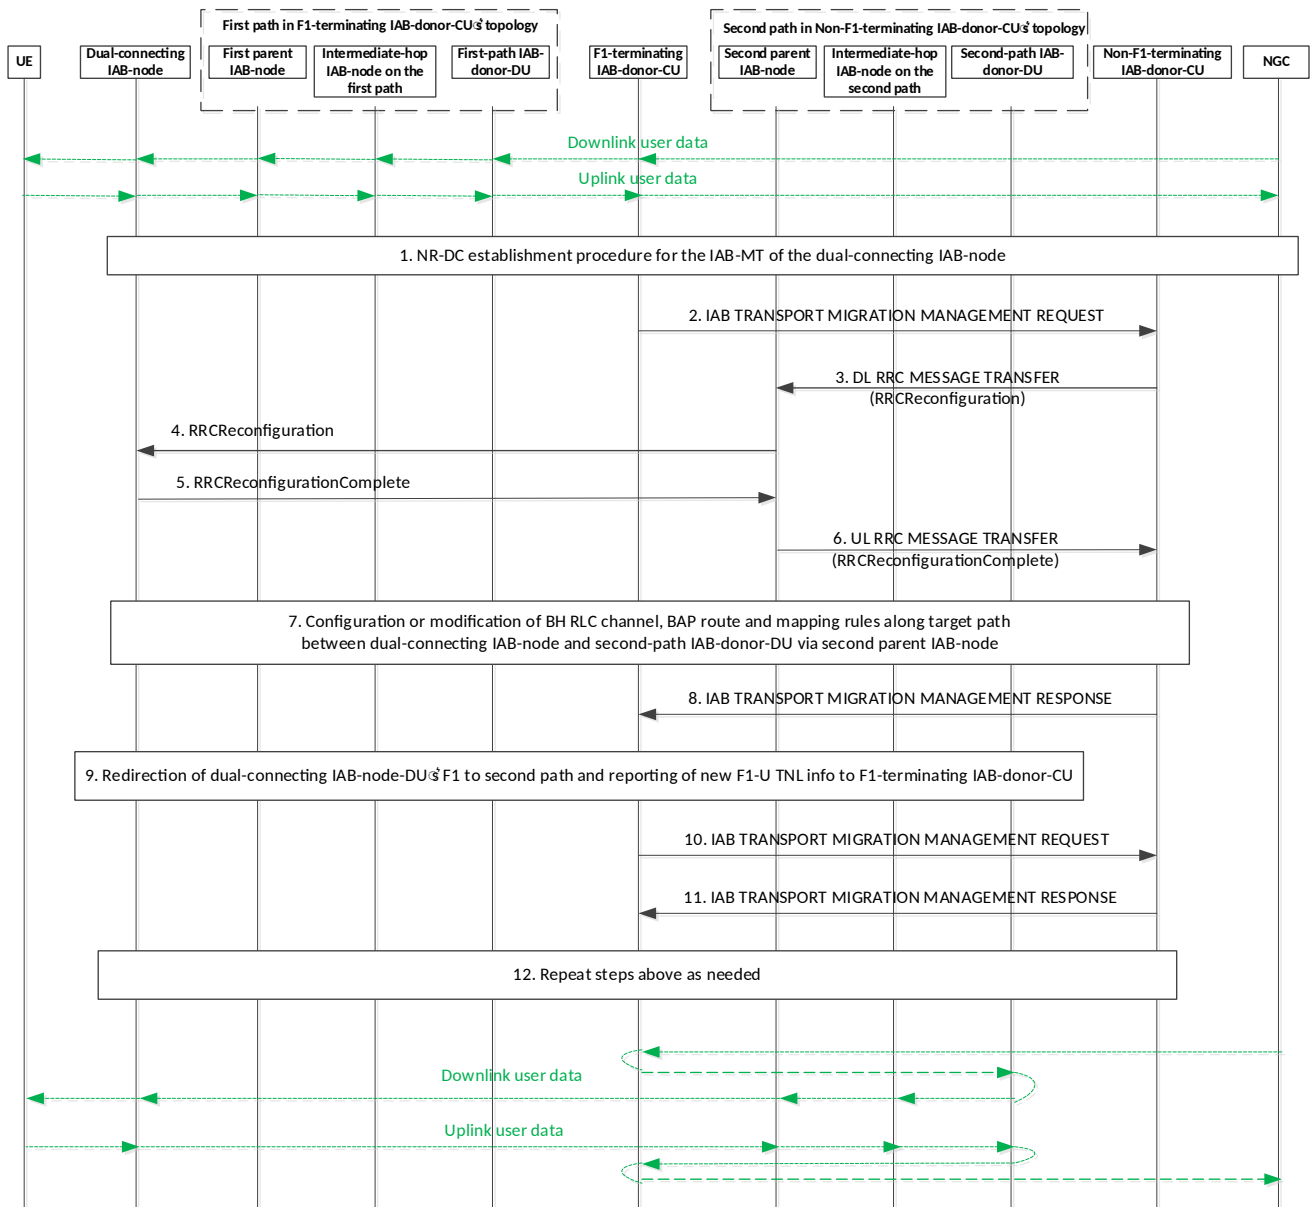 First path in F1-terminating IAB-donor-CU's topology
Second path in Non-F1-terminating IAB-donor-CU's topology
UE
Dual-connecting
IAB-node
First parent
IAB-node
Intermediate-hop
IAB-node on the
first path
First-path IAB-
donor-DU
F1-terminating
IAB-donor-CU
Second parent
IAB-node
Intermediate-hop
IAB-node on the
second path
Second-path IAB-
donor-DU
Non-F1-terminating
IAB-donor-CU
NGC
Downlink user data
Uplink user data
1. NR-DC establishment procedure for the IAB-MT of the dual-connecting IAB-node
2. IAB TRANSPORT MIGRATION MANAGEMENT REQUEST
3. DL RRC MESSAGE TRANSFER
(RRCReconfiguration)
4. RRCReconfiguration
5. RRCReconfigurationComplete
6. UL RRC MESSAGE TRANSFER
(RRCReconfigurationComplete)
7. Configuration or modification of BH RLC channel, BAP route and mapping rules along target path
between dual-connecting IAB-node and second-path IAB-donor-DU via second parent IAB-node
8. IAB TRANSPORT MIGRATION MANAGEMENT RESPONSE
9. Redirection of dual-connecting IAB-node-DU's F1 to second path and reporting of new F1-U TNL info to F1-terminating IAB-donor-CU
10. IAB TRANSPORT MIGRATION MANAGEMENT REQUEST
11. IAB TRANSPORT MIGRATION MANAGEMENT RESPONSE
12. Repeat steps above as needed
Downlink user data
Uplink user data